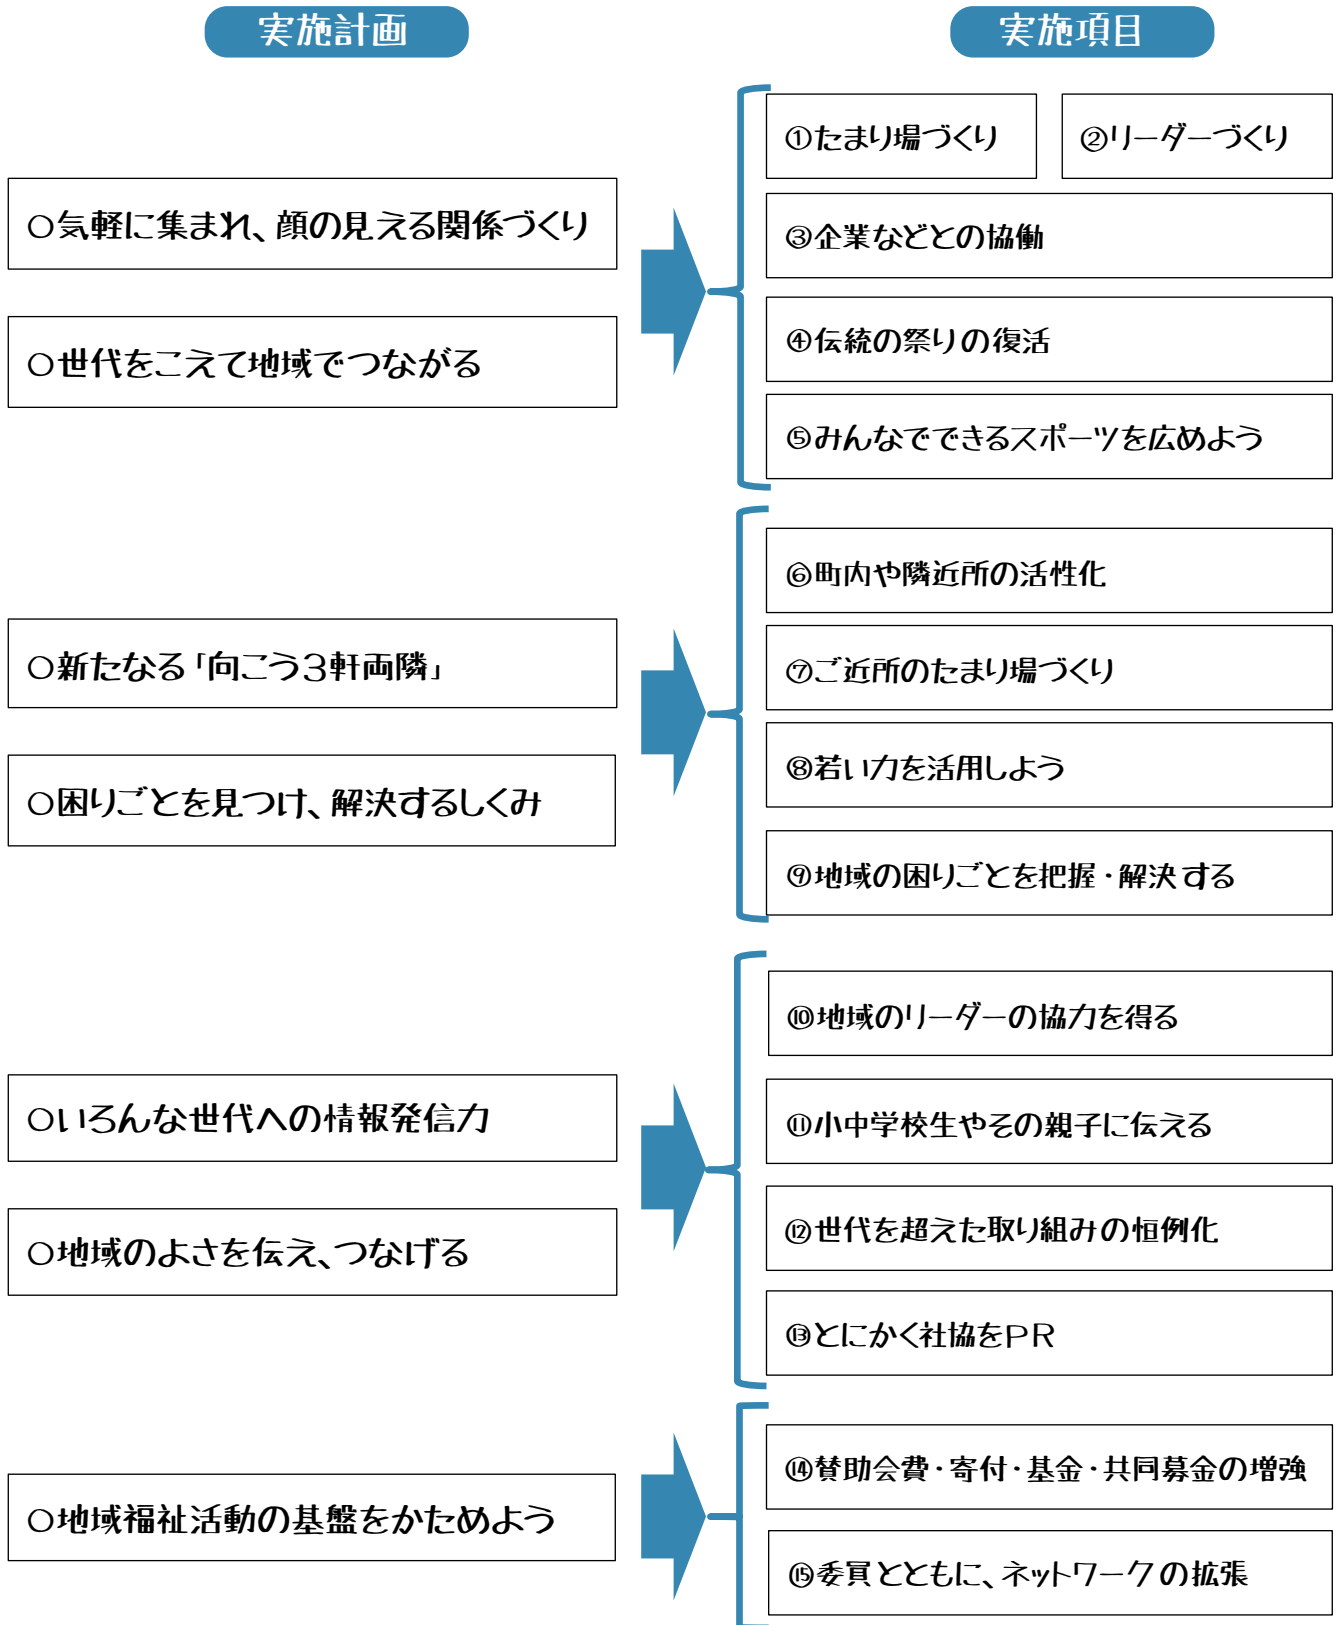 実施計画
実施項目
○気軽に集まれ、顔の見える関係づくり
○世代をこえて地域でつながる
①たまり場づくり
②リーダーづくり
③企業などとの協働
④伝統の祭りの復活
⑤みんなでできるスポーツを広めよう
○新たなる「向こう３軒両隣」
○困りごとを見つけ、解決するしくみ
⑥町内や隣近所の活性化
⑦ご近所のたまり場づくり
⑧若い力を活用しよう
⑨地域の困りごとを把握・解決する
○いろんな世代への情報発信力
○地域のよさを伝え、つなげる
⑩地域のリーダーの協力を得る
⑪小中学校生やその親子に伝える
⑫世代を超えた取り組みの恒例化
⑬とにかく社協をＰＲ
○地域福祉活動の基盤をかためよう
⑭賛助会費・寄付・基金・共同募金の増強
⑮委員とともに、ネットワークの拡張